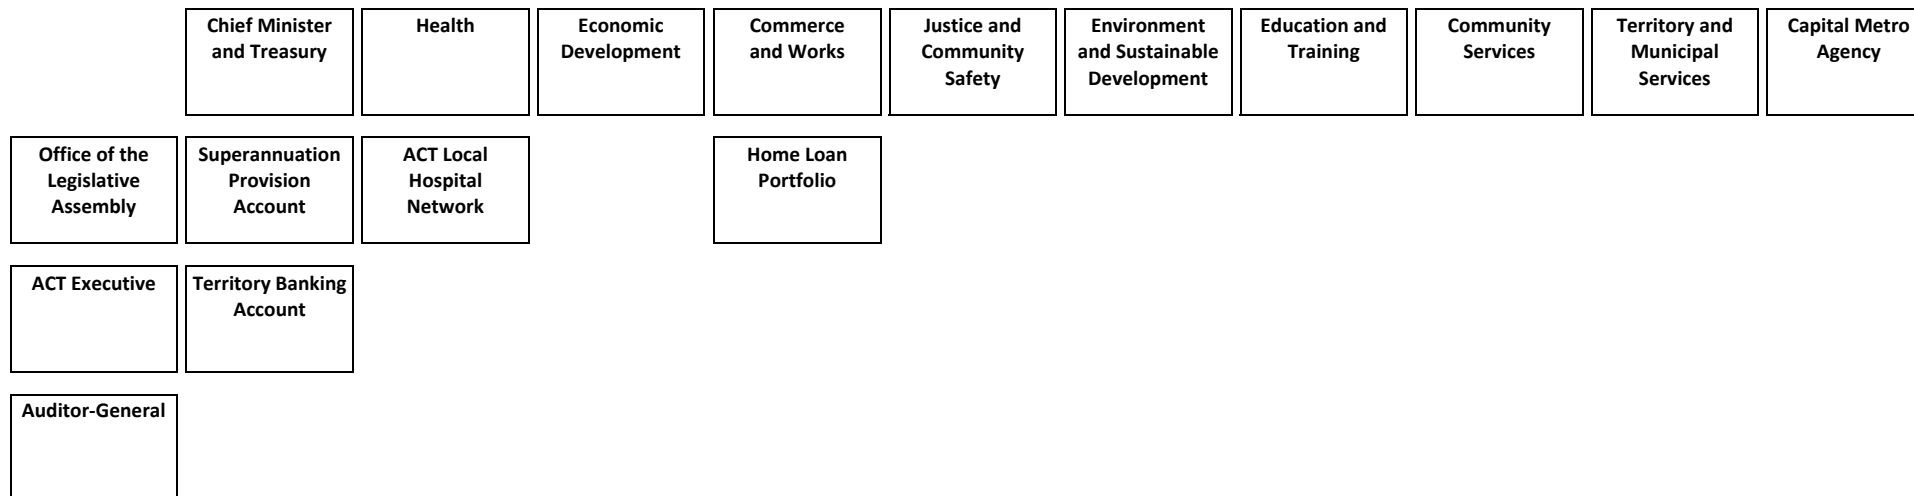 Chief Minister
and Treasury
Health
Economic
Development
Commerce
and Works
Justice and
Community
Safety
Environment
and Sustainable
Development
Education and
Training
Community
Services
Territory and
Municipal
Services
Capital Metro
Agency
Office of the
Legislative
Assembly
Superannuation
Provision
Account
ACT Local
Hospital
Network
Home Loan
Portfolio
ACT Executive
Territory Banking
Account
Auditor-General